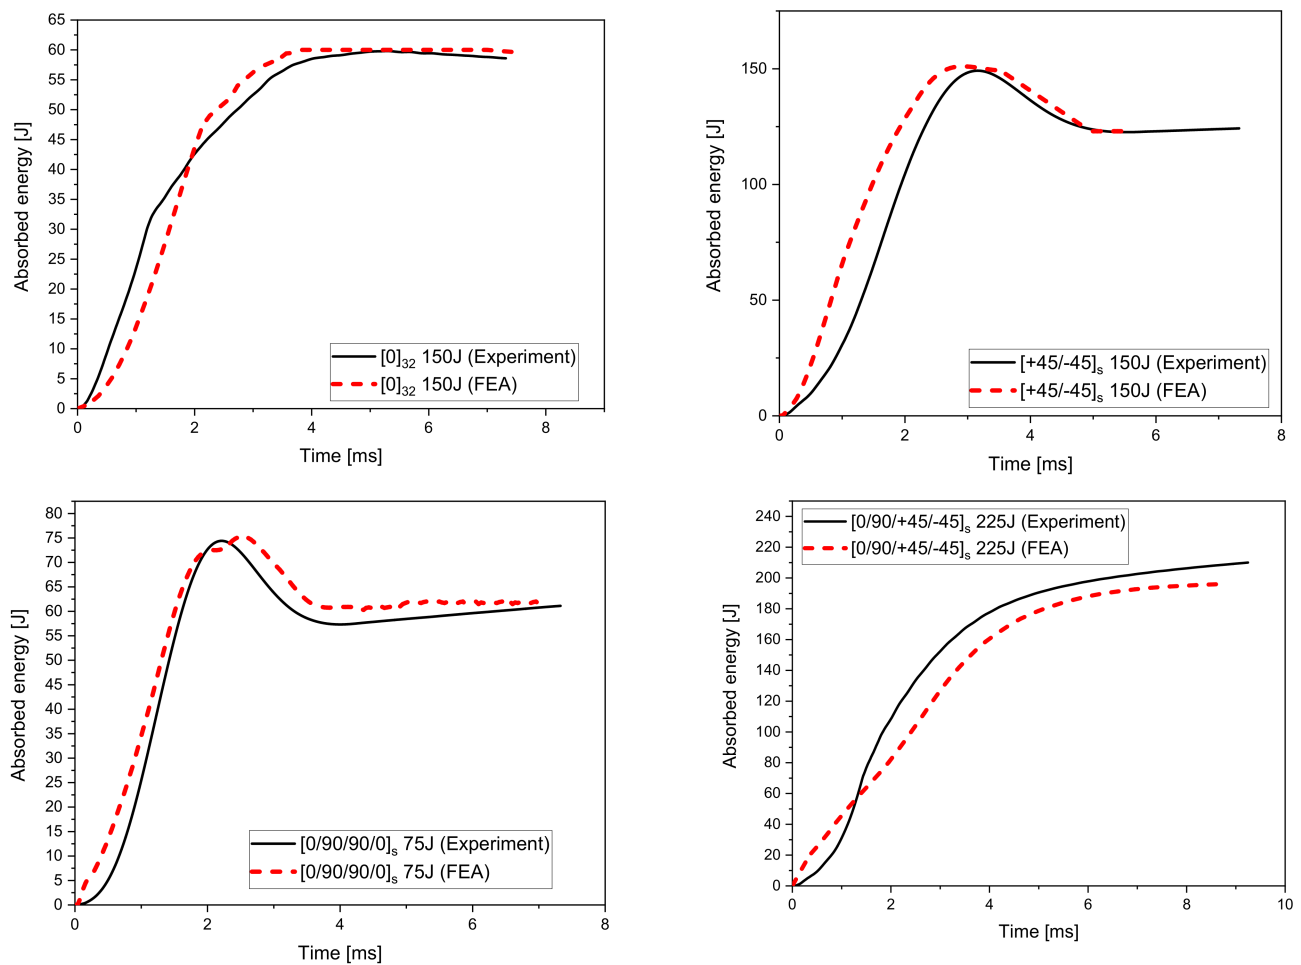 65
60
55
50
45
40
35
30
25
20
15
10
5
0
Absorbed energy [J]
[0]32 150J (Experiment)
[0]32 150J (FEA)
0 2 4 6 8
Time [ms]
150
100
50
0
Absorbed energy [J]
[+45/-45]s 150J (Experiment)
[+45/-45]s 150J (FEA)
0 2 4 6 8
Time [ms]
80
75
70
65
60
55
50
45
40
35
30
25
20
15
10
5
0
Absorbed energy [J]
[0/90/90/0]s 75J (Experiment)
[0/90/90/0]s 75J (FEA)
0 2 4 6 8
Time [ms]
240
220
200
180
160
140
120
100
80
60
40
20
0
Absorbed energy [J]
[0/90/+45/-45]s 225J (Experiment)
[0/90/+45/-45]s 225J (FEA)
0 2 4 6 8 10
Time [ms]